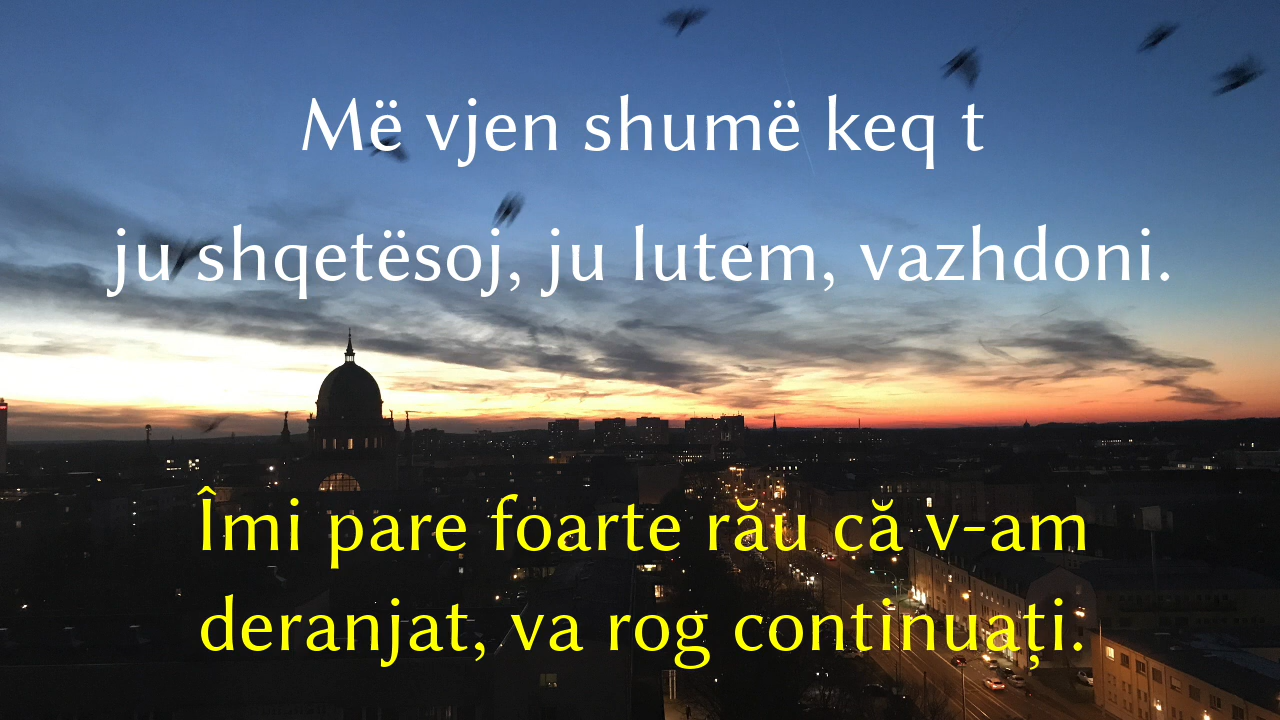 Më vjen shumë keq t
ju shqetësoj, ju lutem, vazhdoni.
Îmi pare foarte rău că v-am
deranjat, va rog continuați.